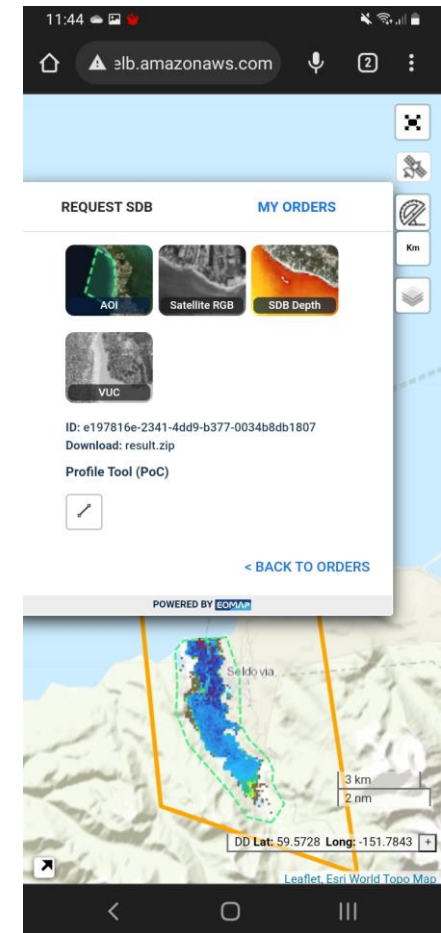 11:44
elb.amazonaws.com
2
REQUEST SDB MY ORDERS
Km
AOI Satellite RGB SDB Depth
VUC
ID: e197816e-2341-4dd9-b377-0034b8db1807
Download: result.zip
Profile Tool (PoC)
< BACK TO ORDERS
POWERED BY EOMAP
Seldovia
3 km
2 nm
DD Lat: 59.5728 Long: -151.7843 +
Leaflet, Esri World Topo Map